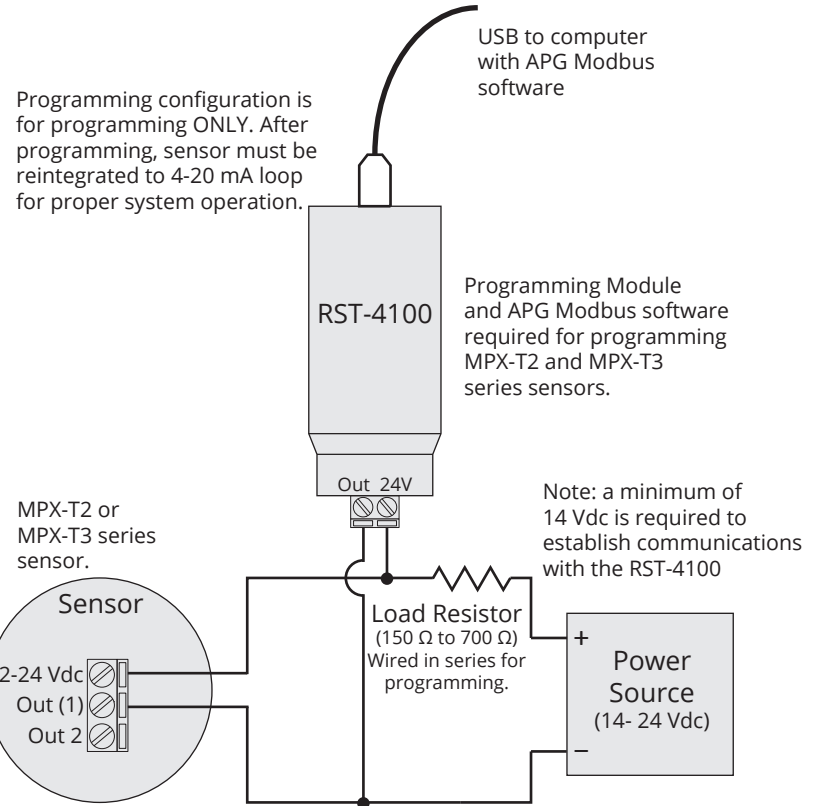 USB to computer
with APG Modbus
software
Programming configuration is
for programming ONLY. After
programming, sensor must be
reintegrated to 4-20 mA loop
for proper system operation.
RST-4100
Programming Module
and APG Modbus software
required for programming
MPX-T2 and MPX-T3
series sensors.
Out 24V
MPX-T2 or
MPX-T3 series
sensor.
Note: a minimum of
14 Vdc is required to
establish communications
with the RST-4100
Sensor
Load Resistor
(150 Ω to 700 Ω)
Wired in series for
programming.
2-24 Vdc
Out (1)
Out 2
+
Power
Source
(14- 24 Vdc)
−